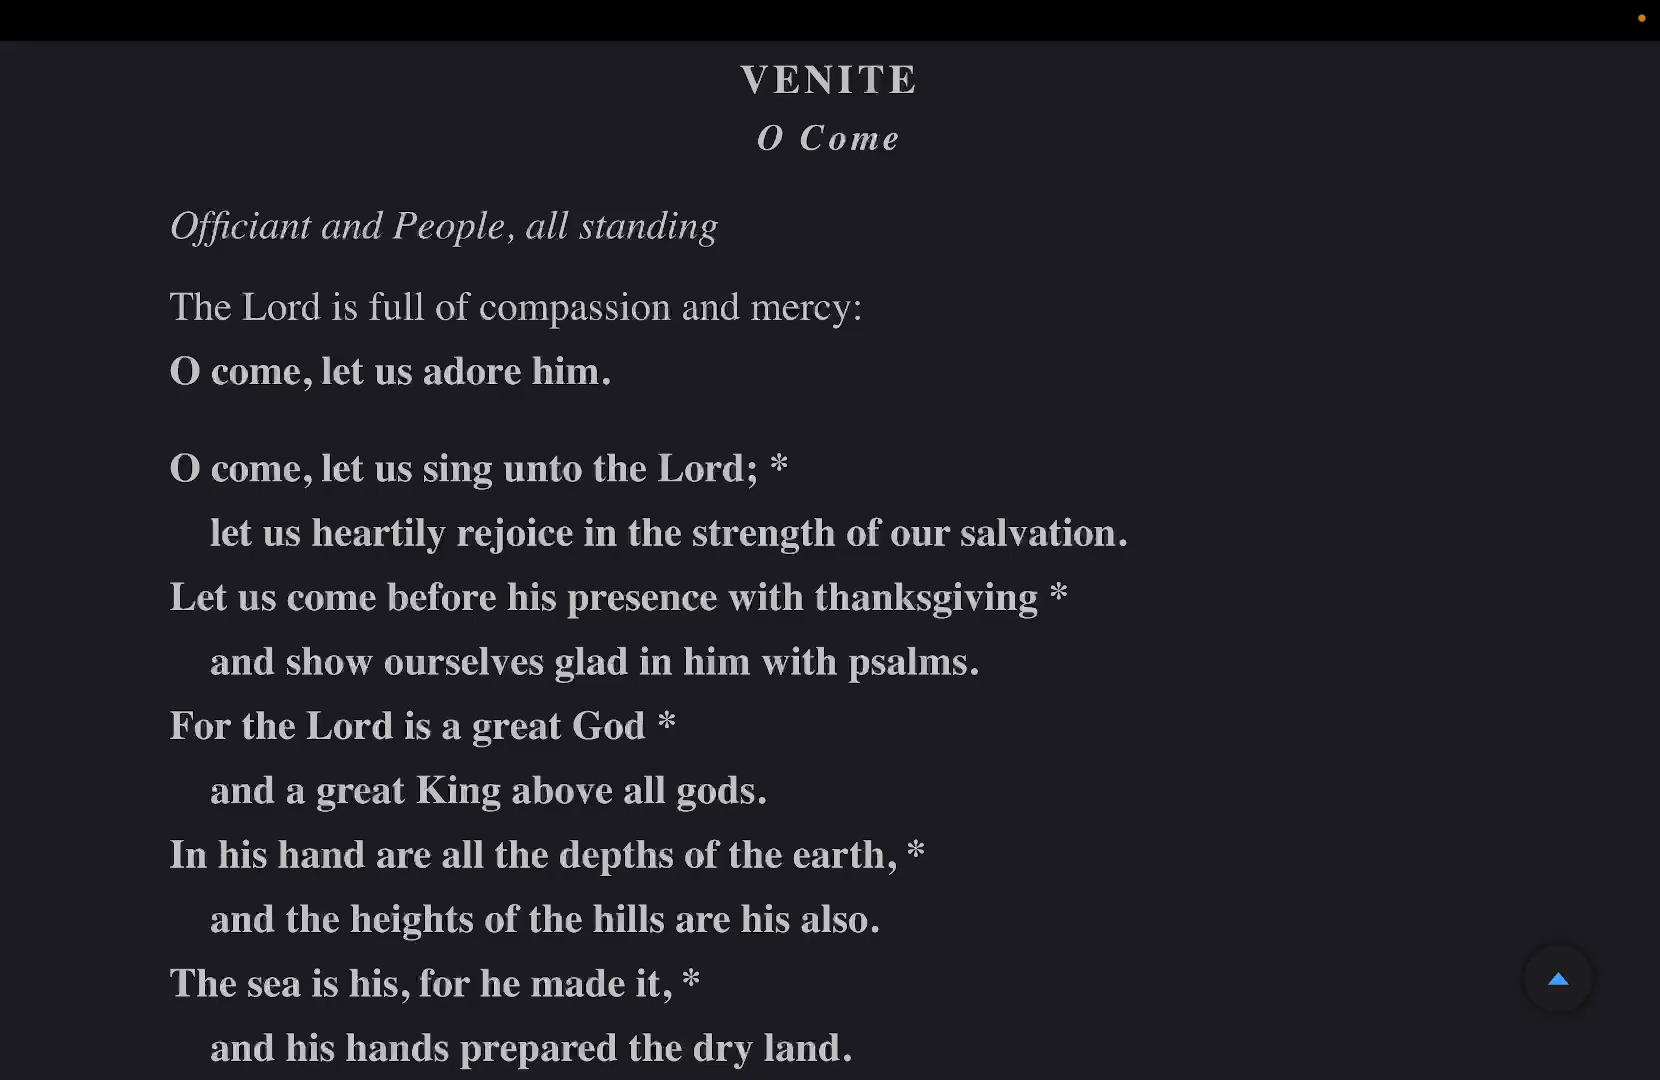 VENITE
O Come
Officiant and People, all standing
The Lord is full of compassion and mercy:
O come, let us adore him.
O come, let us sing unto the Lord; *
let us heartily rejoice in the strength of our salvation.
Let us come before his presence with thanksgiving *
and show ourselves glad in him with psalms.
For the Lord is a great God *
and a great King above all gods.
In his hand are all the depths of the earth, *
and the heights of the hills are his also.
The sea is his, for he made it, *
and his hands prepared the dry land.